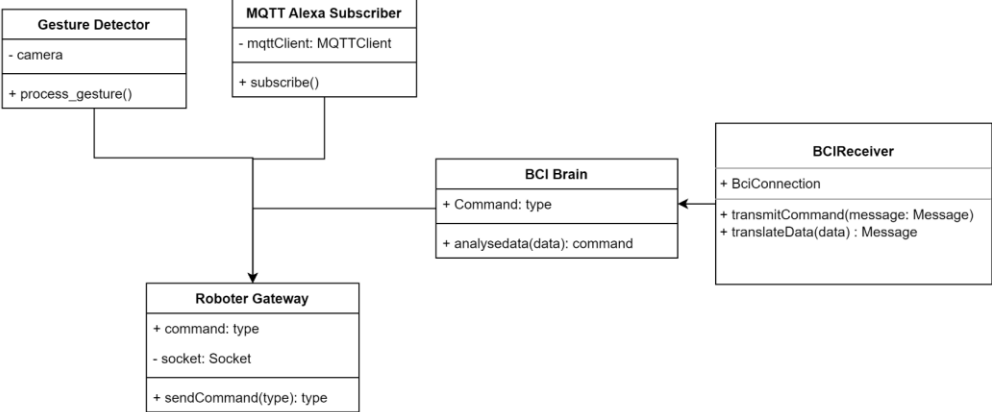 Gesture Detector
- camera
+ process_gesture()
MQTT Alexa Subscriber
- mqttClient: MQTTClient
+ subscribe()
BCI Brain
+ Command: type
+ analysedata(data): command
BCIReceiver
+ BciConnection
+ transmitCommand(message: Message)
+ translateData(data) : Message
Roboter Gateway
+ command: type
- socket: Socket
+ sendCommand(type): type